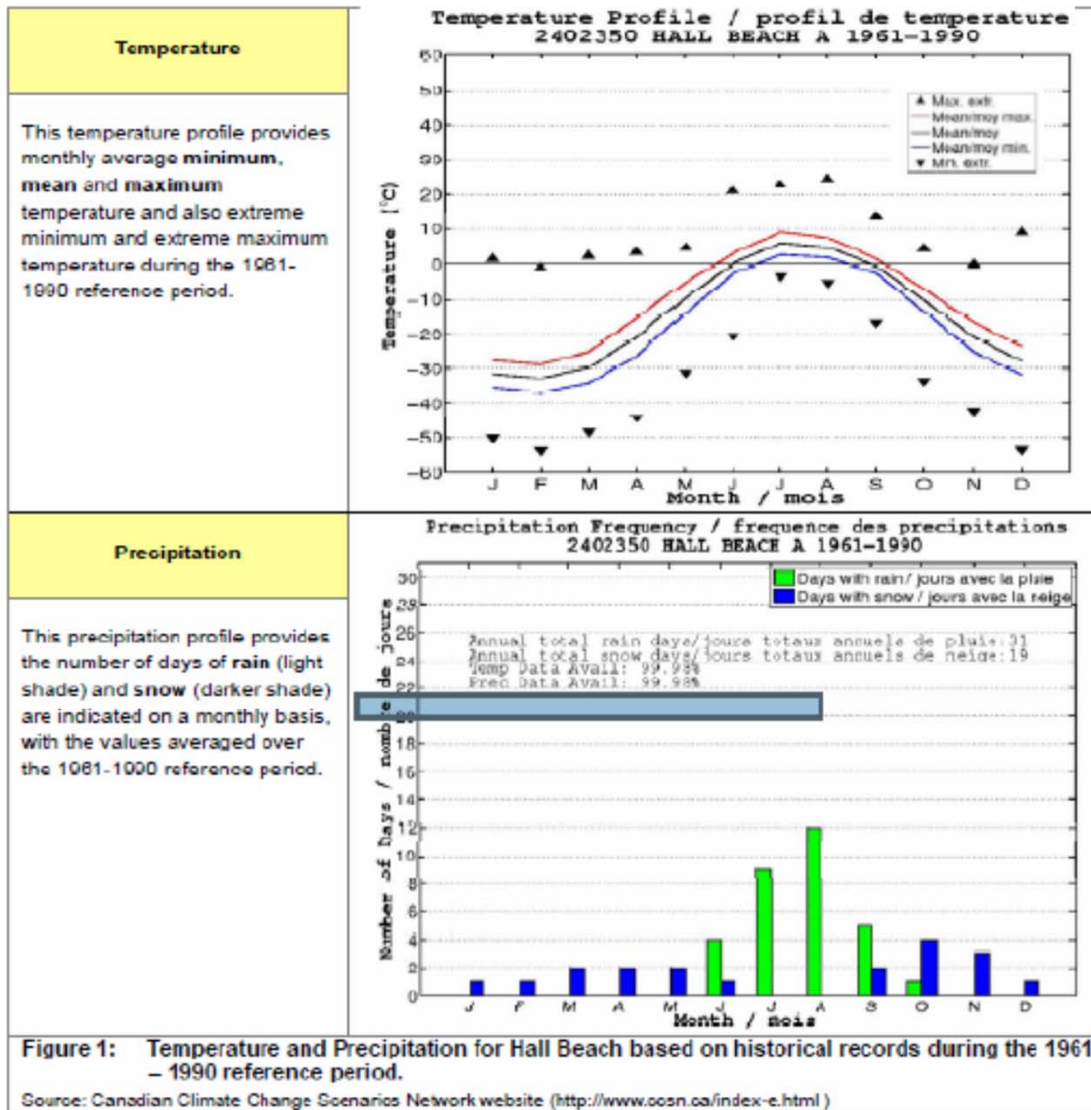 Temperature
This temperature profile provides
monthly average minimum,
mean and maximum
temperature and also extreme
minimum and extreme maximum
temperature during the 1961-
1990 reference period.
Temperature Profile / profil de temperature
2402350 HALL BEACH A 1961-1990
Max. extr.
Mean/moy max.
Mean/moy
Mean/moy min.
Min. extr.
Temperature [°C]
60
50
40
30
20
10
0
-10
-20
-30
-40
-50
-60
J F M A M J J A S O N D
Month / mois
Precipitation
This precipitation profile provides
the number of days of rain (light
shade) and snow (darker shade)
are indicated on a monthly basis,
with the values averaged over
the 1961-1990 reference period.
Precipitation Frequency / frequence des precipitations
2402350 HALL BEACH A 1961-1990
Days with rain / jours avec la pluie
Days with snow / jours avec la neige
Annual total rain days/jours totaux annuels de pluie:31
Annual total snow days/jours totaux annuels de neige:19
Temp Data Avail: 99.98%
Prec Data Avail: 99.98%
Number of Days / nombre de jours
30
28
26
24
22
20
18
16
14
12
10
8
6
4
2
0
J F M A M J J A S O N D
Month / mois
Figure 1: Temperature and Precipitation for Hall Beach based on historical records during the 1961
– 1990 reference period.
Source: Canadian Climate Change Scenarios Network website (http://www.ccsn.ca/index-e.html )